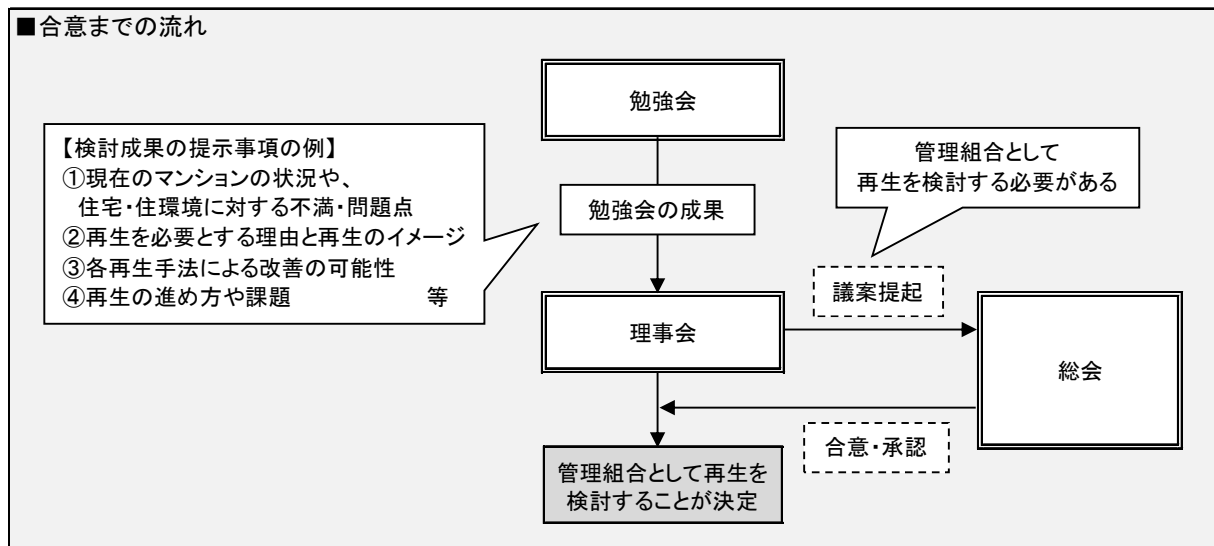 ■合意までの流れ
勉強会
【検討成果の提示事項の例】
①現在のマンションの状況や、
住宅・住環境に対する不満・問題点
②再生を必要とする理由と再生のイメージ
③各再生手法による改善の可能性
④再生の進め方や課題 等
勉強会の成果
管理組合として
再生を検討する必要がある
議案提起
理事会
総会
合意・承認
管理組合として再生を
検討することが決定